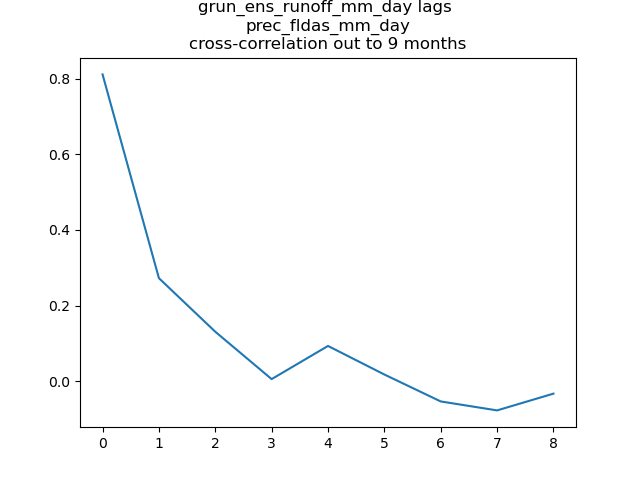 grun_ens_runoff_mm_day lags
prec_fldas_mm_day
cross-correlation out to 9 months
0.8
0.6
0.4
0.2
0.0
0 1 2 3 4 5 6 7 8